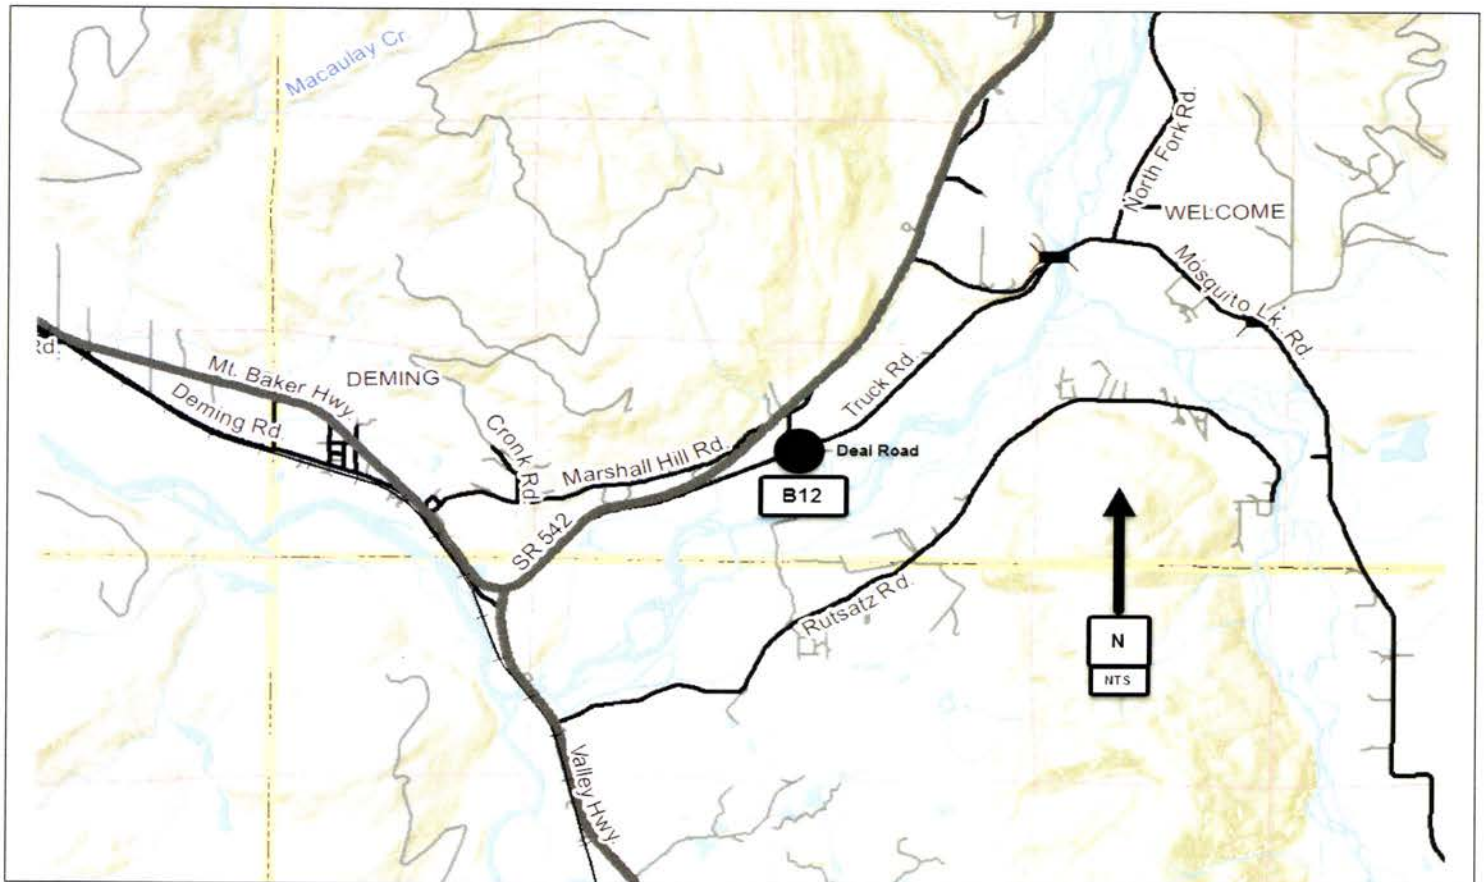 Macaulay Cr.
North Fork Rd.
WELCOME
Mosquito Lk. Rd.
Rd.
Mt. Baker Hwy.
DEMING
Deming Rd.
Cronk Rd.
Marshall Hill Rd.
Truck Rd.
Deal Road
B12
SR 542
Rutsatz Rd.
N
NTS
Valley Hwy.